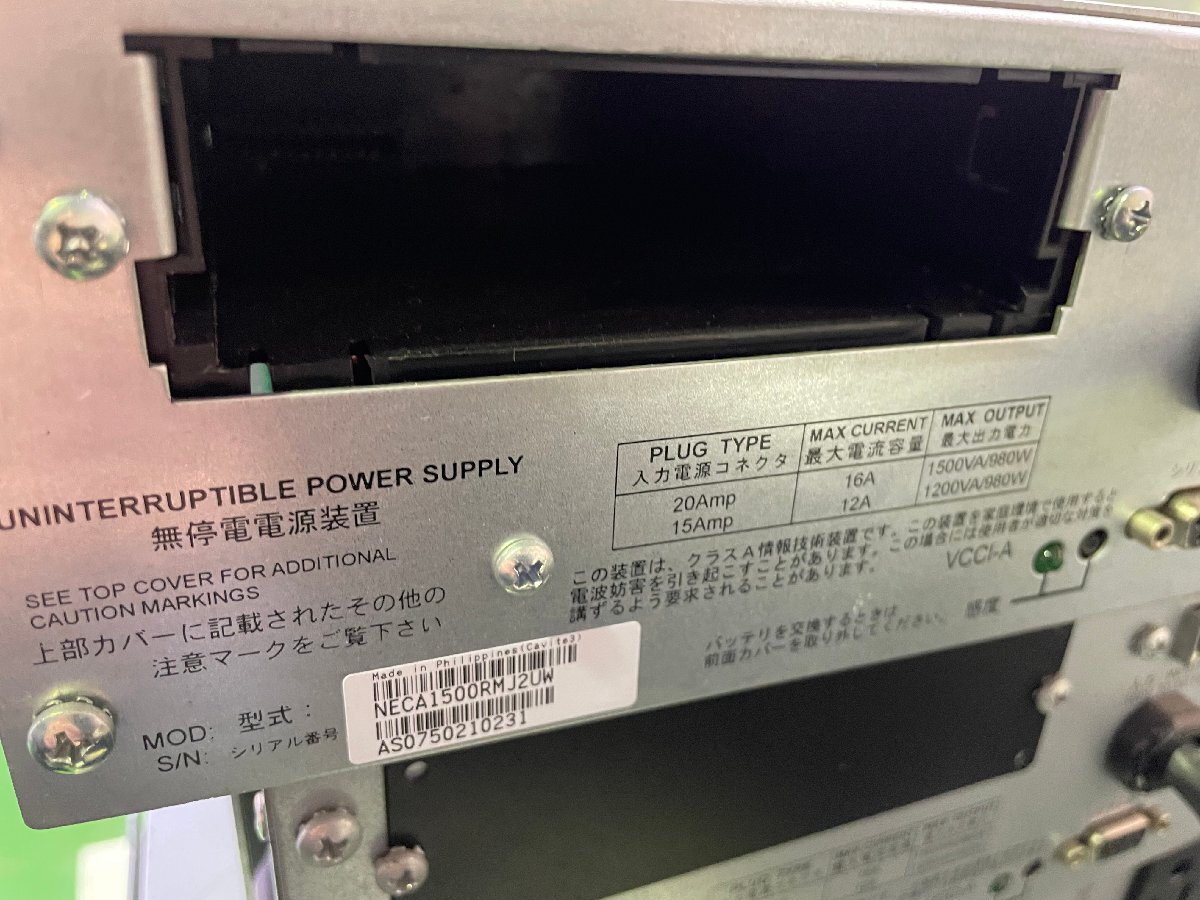 UNINTERRUPTIBLE POWER SUPPLY
無停電電源装置
SEE TOP COVER FOR ADDITIONAL
CAUTION MARKINGS
上部カバーに記載されたその他の
注意マークをご覧下さい
MOD: 型式:
S/N: シリアル番号
Made in Philippines(Cavite3)
NECA1500RMJ2UW
AS0750210231
PLUG TYPE MAX CURRENT MAX OUTPUT
入力電源コネクタ 最大電流容量 最大出力電力
20Amp 16A 1500VA/980W
15Amp 12A 1200VA/980W
この装置は、クラスA情報技術装置です。この装置を家庭環境で使用すると
電波妨害を引き起こすことがあります。この場合には使用者が適切な対策を
講ずるよう要求されることがあります。
VCCI-A
感度
バッテリを交換するときは
前面カバーを取り外してください。